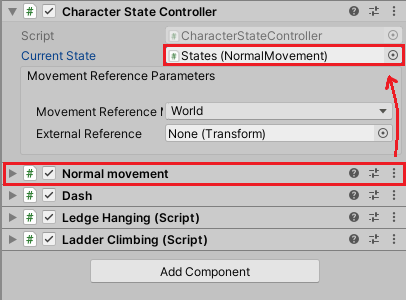 Character State Controller
Script CharacterStateController
Current State States (NormalMovement)
Movement Reference Parameters
Movement Reference M World
External Reference None (Transform)
Normal movement
Dash
Ledge Hanging (Script)
Ladder Climbing (Script)
Add Component